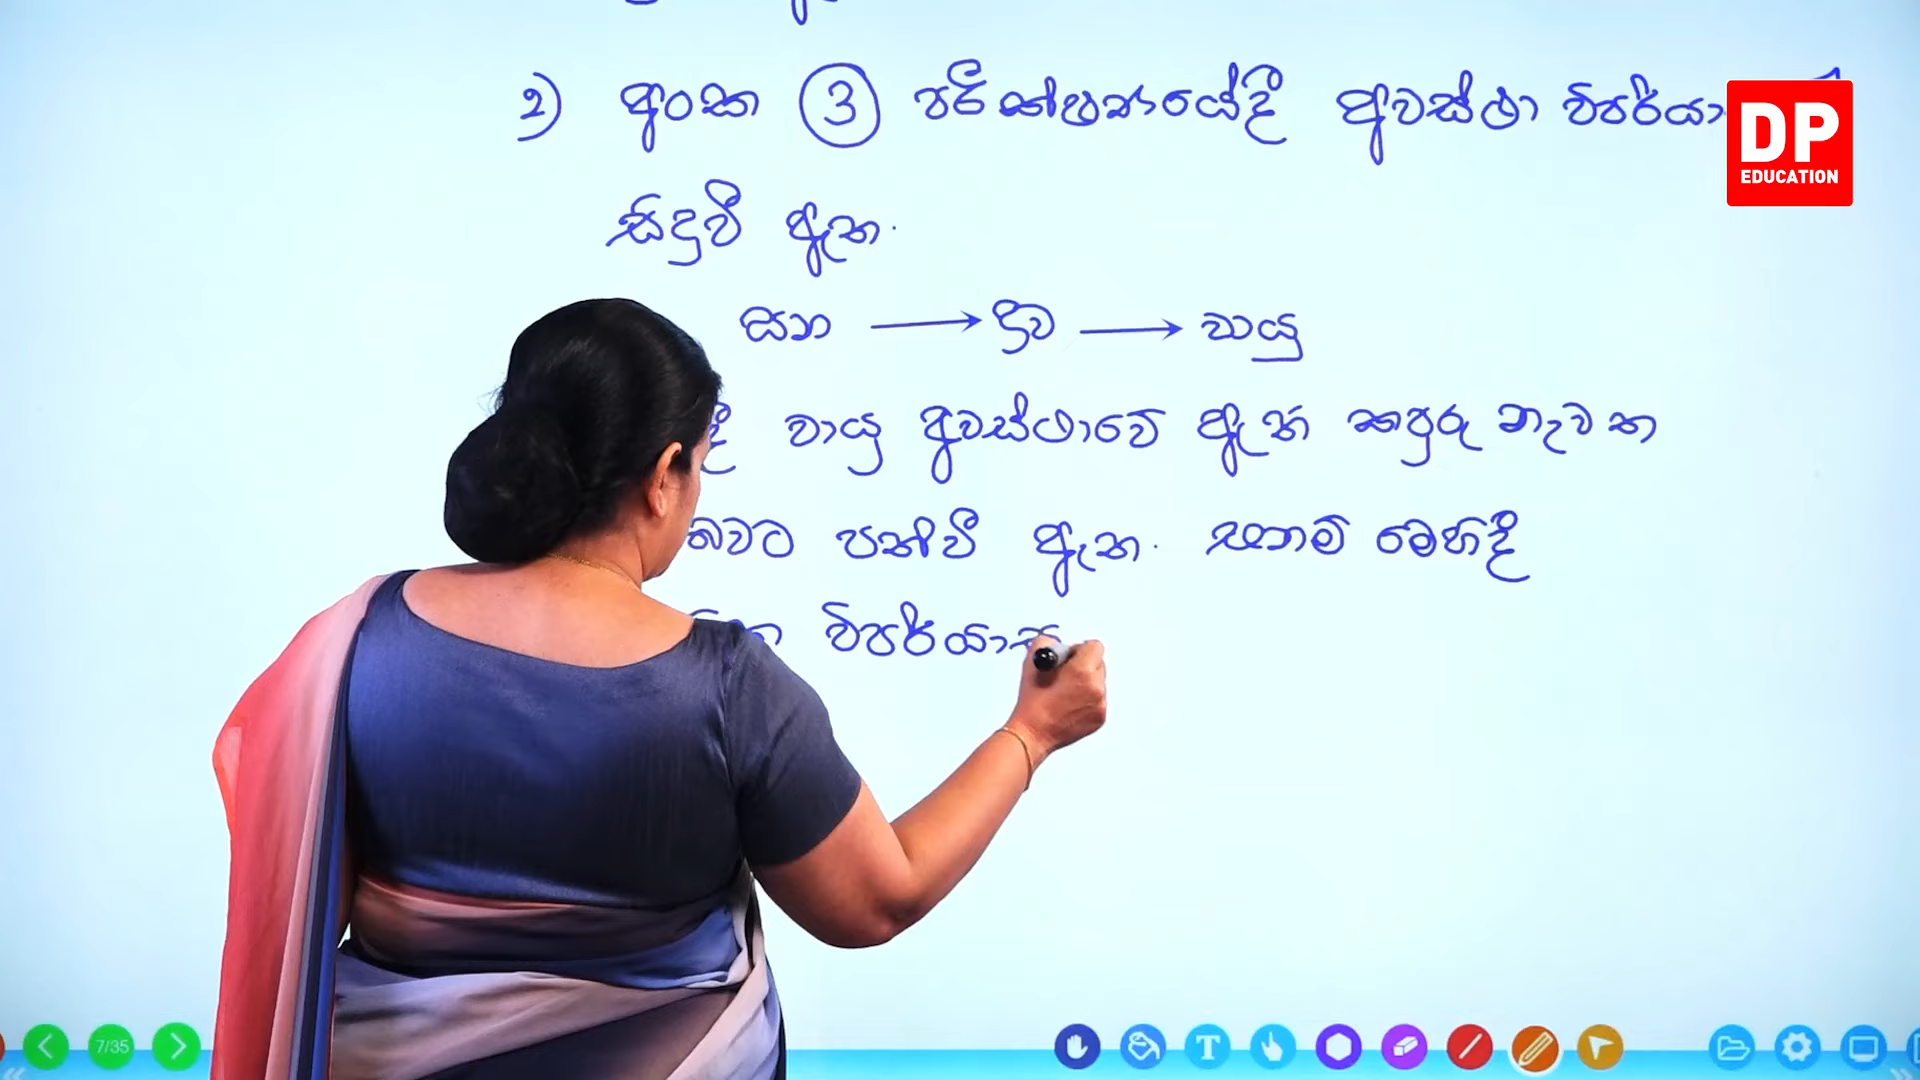 2) අංක ③ පරීක්ෂණයේදී අවස්ථා විපර්යා
සිදුවී ඇත.
ඝන → ද්‍රව → වායු
දී වායු අවස්ථාවේ ඇති කපුරු නැවත
බවට පත්වී ඇත. එනම් මෙහිදී
විපර්යාස
DP
EDUCATION
7/35
T